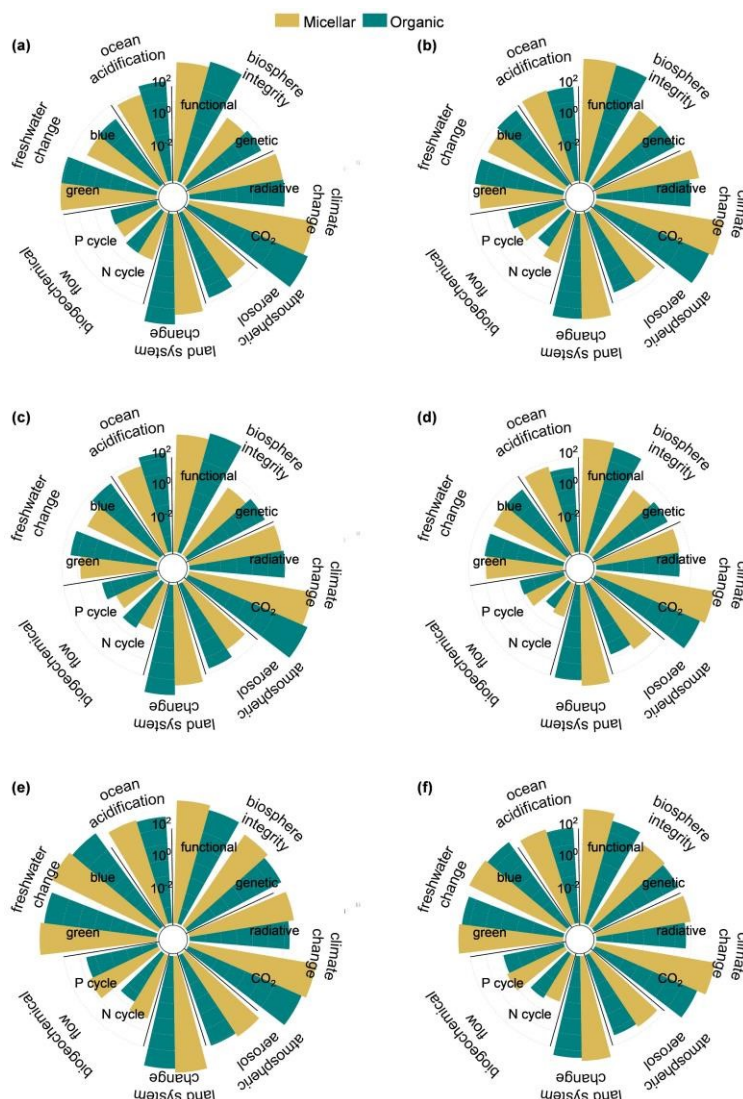 Micellar Organic
(a)
ocean
acidification
biosphere
integrity
freshwater
change
climate
change
atmospheric
aerosol
land system
change
biogeochemical
flow
10²
10⁰
10²
functional
genetic
radiative
CO₂
blue
green
P cycle
N cycle
(b)
ocean
acidification
biosphere
integrity
freshwater
change
climate
change
atmospheric
aerosol
land system
change
biogeochemical
flow
10²
10⁰
10²
functional
genetic
radiative
CO₂
blue
green
P cycle
N cycle
(c)
ocean
acidification
biosphere
integrity
freshwater
change
climate
change
atmospheric
aerosol
land system
change
biogeochemical
flow
10²
10⁰
10²
functional
genetic
radiative
CO₂
blue
green
P cycle
N cycle
(d)
ocean
acidification
biosphere
integrity
freshwater
change
climate
change
atmospheric
aerosol
land system
change
biogeochemical
flow
10²
10⁰
10²
functional
genetic
radiative
CO₂
blue
green
P cycle
N cycle
(e)
ocean
acidification
biosphere
integrity
freshwater
change
climate
change
atmospheric
aerosol
land system
change
biogeochemical
flow
10²
10⁰
10⁻²
functional
genetic
radiative
CO₂
blue
green
P cycle
N cycle
(f)
ocean
acidification
biosphere
integrity
freshwater
change
climate
change
atmospheric
aerosol
land system
change
biogeochemical
flow
10²
10⁰
10⁻²
functional
genetic
radiative
CO₂
blue
green
P cycle
N cycle